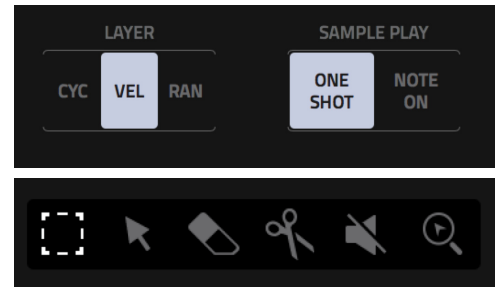 LAYER
SAMPLE PLAY
CYC VEL RAN
ONE SHOT
NOTE ON